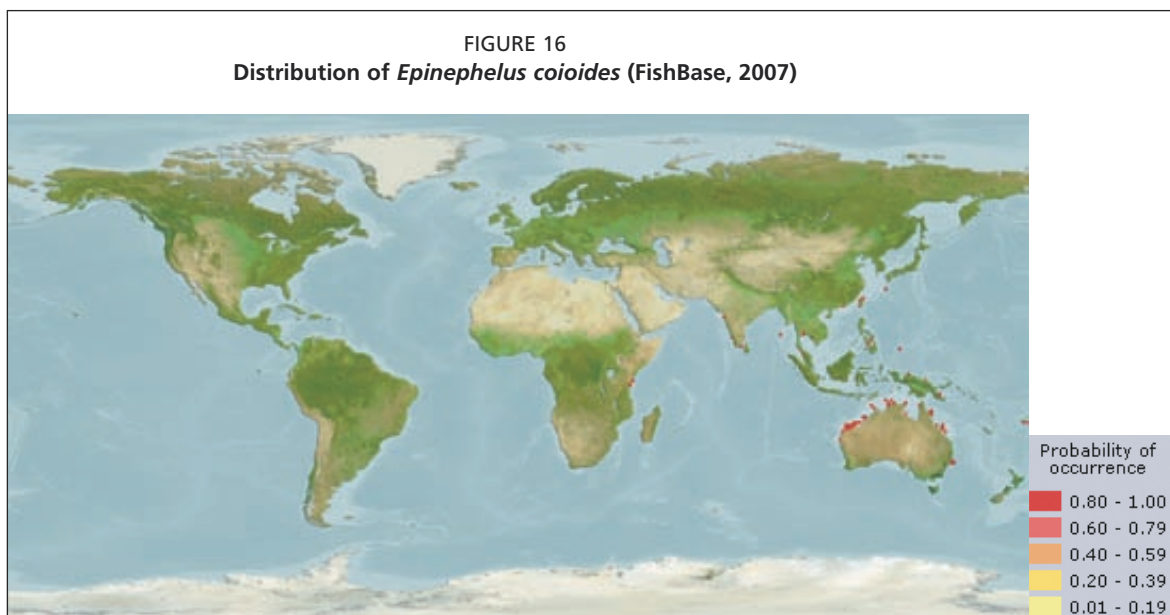 FIGURE 16
Distribution of Epinephelus coioides (FishBase, 2007)
Probability of
occurrence
0.80 - 1.00
0.60 - 0.79
0.40 - 0.59
0.20 - 0.39
0.01 - 0.19